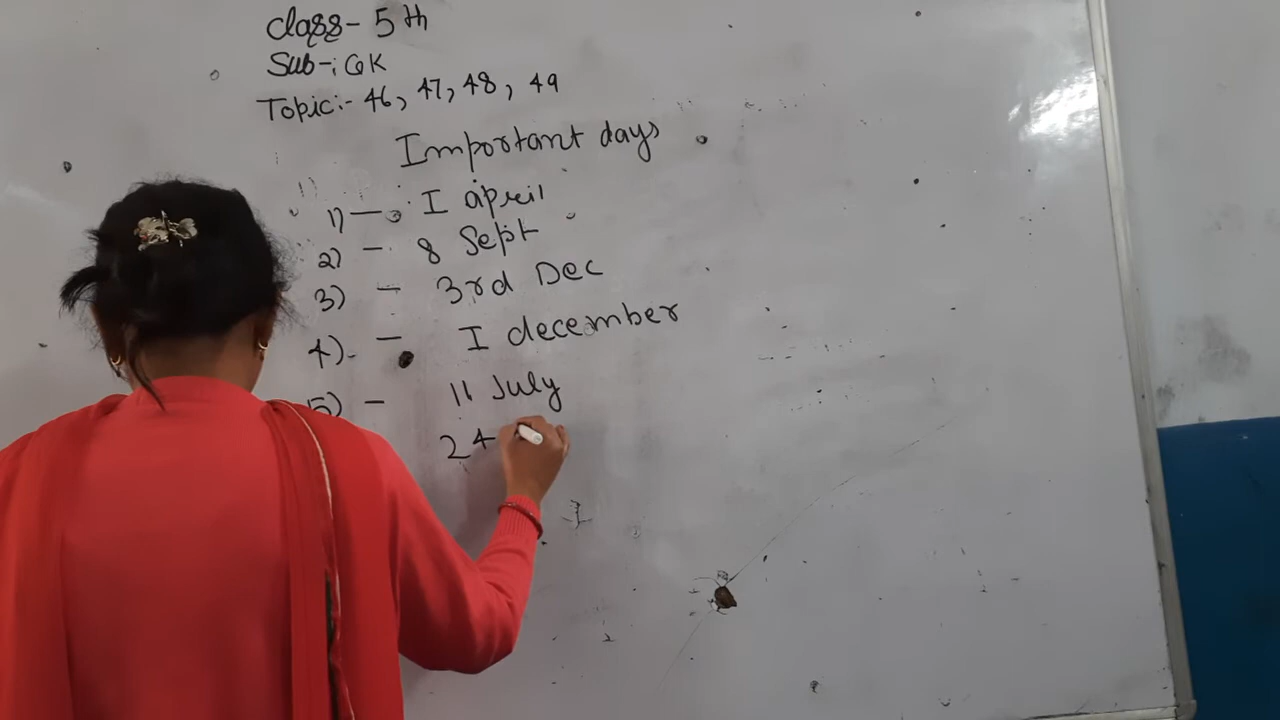 Class- 5th
Sub-: GK
Topic:- 46, 47, 48, 49
Important days
1) — I april
2) - 8 Sept
3) - 3rd Dec
4) - I december
5) - 11 July
24